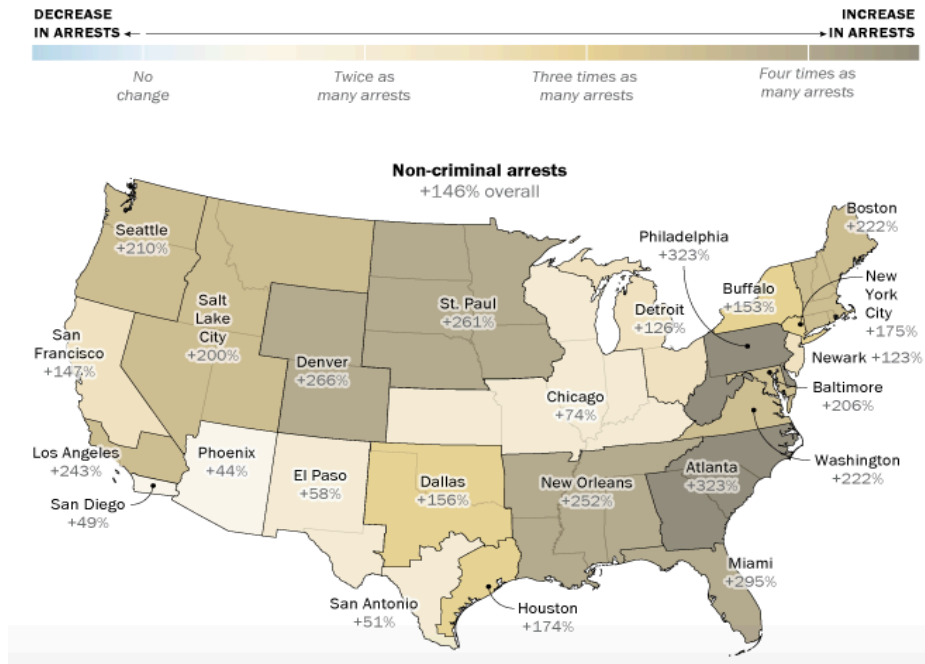 DECREASE
IN ARRESTS
INCREASE
IN ARRESTS
No
change
Twice as
many arrests
Three times as
many arrests
Four times as
many arrests
Non-criminal arrests
+146% overall
Seattle
+210%
Salt
Lake
City
+200%
San
Francisco
+147%
Los Angeles
+243%
San Diego
+49%
Phoenix
+44%
Denver
+266%
El Paso
+58%
St. Paul
+261%
Dallas
+156%
San Antonio
+51%
Houston
+174%
Chicago
+74%
New Orleans
+252%
Detroit
+126%
Philadelphia
+323%
Buffalo
+153%
Boston
+222%
New
York
City
+175%
Newark +123%
Baltimore
+206%
Washington
+222%
Atlanta
+323%
Miami
+295%